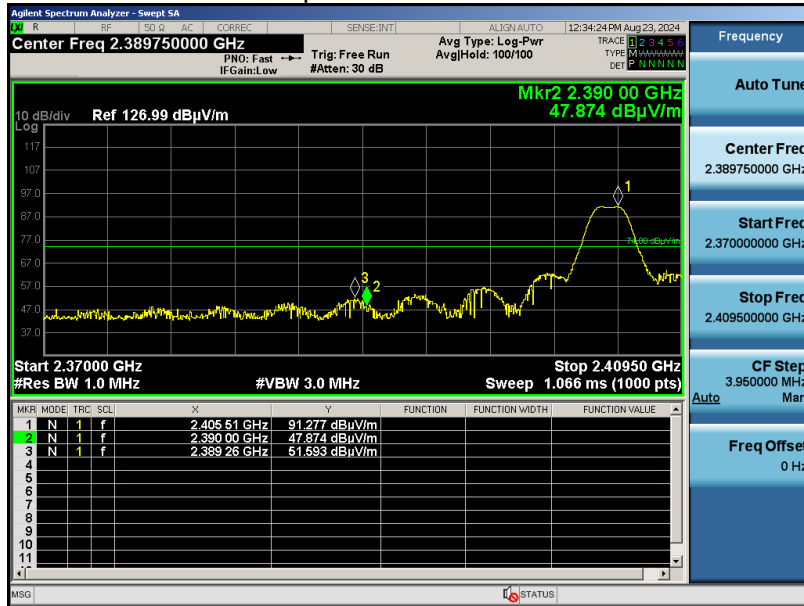 Agilent Spectrum Analyzer - Swept SA
LXI R RF 50 Ω AC CORREC SENSE:INT ALIGN AUTO 12:34:24 PM Aug 23, 2024
Center Freq 2.389750000 GHz
PNO: Fast
IFGain:Low
Trig: Free Run
#Atten: 30 dB
Avg Type: Log-Pwr
Avg|Hold: 100/100
TRACE 1 2 3 4 5 6
TYPE M
DET P N N N N N
Mkr2 2.390 00 GHz
47.874 dBµV/m
10 dB/div
Log
Ref 126.99 dBµV/m
117
107
97.0
87.0
77.0
67.0
57.0
47.0
37.0
1
74.00 dBµV/m
3
2
Start 2.37000 GHz Stop 2.40950 GHz
#Res BW 1.0 MHz #VBW 3.0 MHz Sweep 1.066 ms (1000 pts)
MKR MODE TRC SCL X Y FUNCTION FUNCTION WIDTH FUNCTION VALUE
1 N 1 f 2.405 51 GHz 91.277 dBµV/m
2 N 1 f 2.390 00 GHz 47.874 dBµV/m
3 N 1 f 2.389 26 GHz 51.593 dBµV/m
4
5
6
7
8
9
10
11
MSG STATUS
Frequency
Auto Tune
Center Freq
2.389750000 GHz
Start Freq
2.370000000 GHz
Stop Freq
2.409500000 GHz
CF Step
3.950000 MHz
Auto Man
Freq Offset
0 Hz